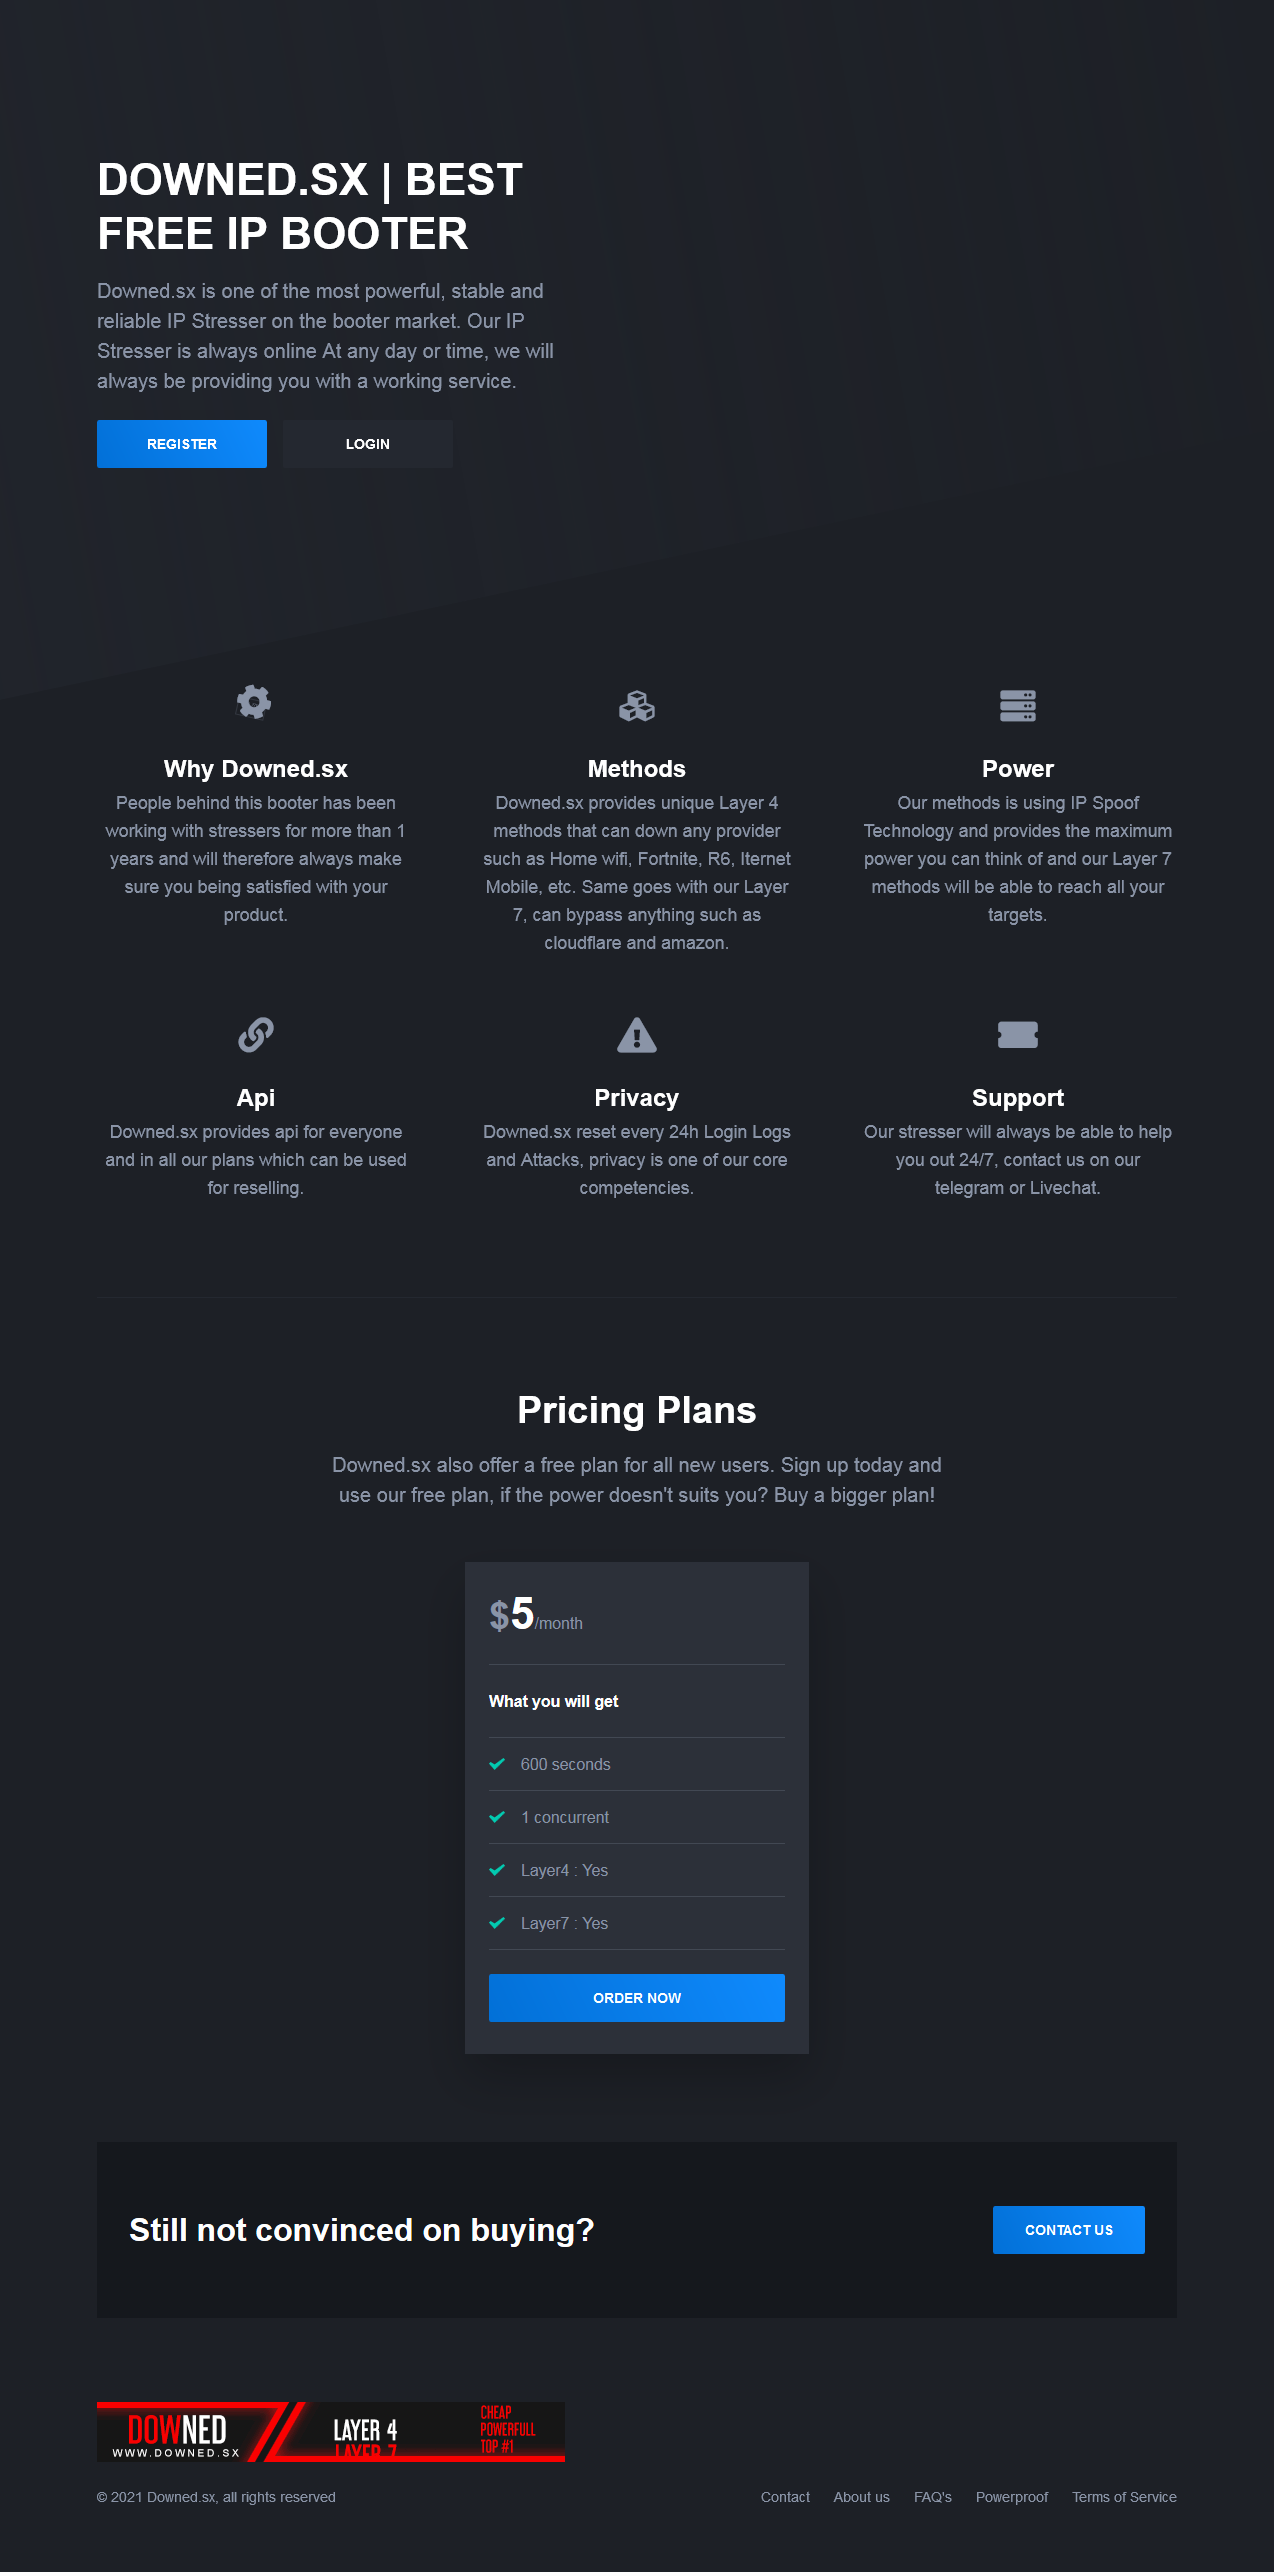 DOWNED.SX | BEST
FREE IP BOOTER
Downed.sx is one of the most powerful, stable and
reliable IP Stresser on the booter market. Our IP
Stresser is always online At any day or time, we will
always be providing you with a working service.
REGISTER
LOGIN
Why Downed.sx
People behind this booter has been
working with stressers for more than 1
years and will therefore always make
sure you being satisfied with your
product.
Methods
Downed.sx provides unique Layer 4
methods that can down any provider
such as Home wifi, Fortnite, R6, Iternet
Mobile, etc. Same goes with our Layer
7, can bypass anything such as
cloudflare and amazon.
Power
Our methods is using IP Spoof
Technology and provides the maximum
power you can think of and our Layer 7
methods will be able to reach all your
targets.
Api
Downed.sx provides api for everyone
and in all our plans which can be used
for reselling.
Privacy
Downed.sx reset every 24h Login Logs
and Attacks, privacy is one of our core
competencies.
Support
Our stresser will always be able to help
you out 24/7, contact us on our
telegram or Livechat.
Pricing Plans
Downed.sx also offer a free plan for all new users. Sign up today and
use our free plan, if the power doesn't suits you? Buy a bigger plan!
$5/month
What you will get
600 seconds
1 concurrent
Layer4 : Yes
Layer7 : Yes
ORDER NOW
Still not convinced on buying?
CONTACT US
DOWNED
WWW.DOWNED.SX
LAYER 4
LAYER 7
CHEAP
POWERFULL
TOP #1
© 2021 Downed.sx, all rights reserved
Contact
About us
FAQ's
Powerproof
Terms of Service